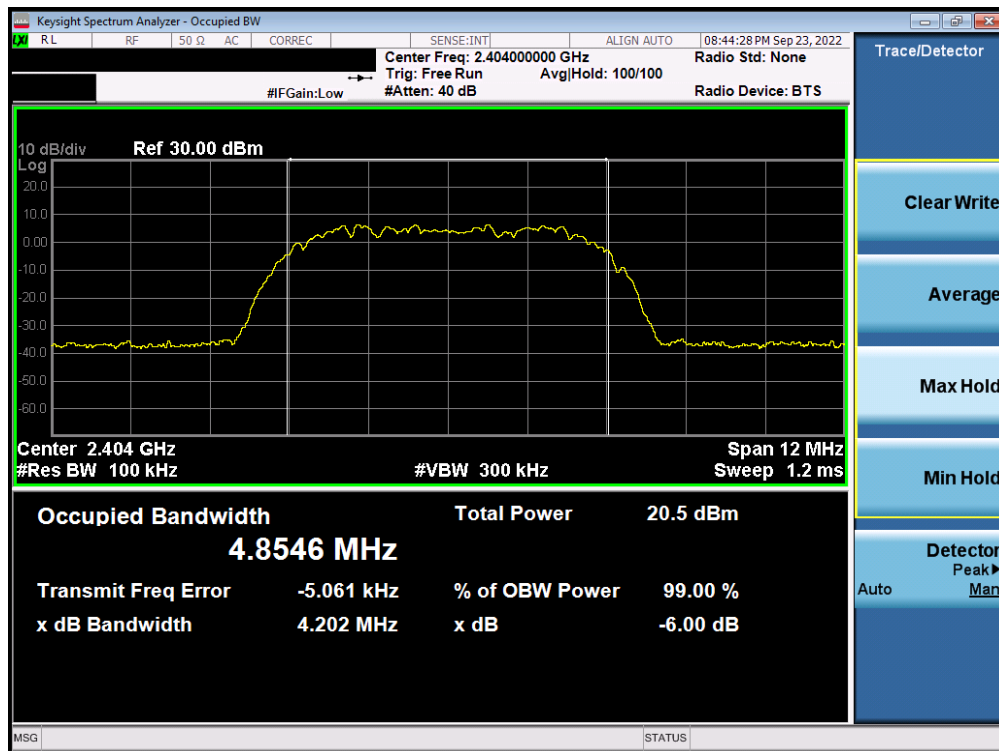 Keysight Spectrum Analyzer - Occupied BW
LXI RL RF 50 Ω AC CORREC SENSE:INT ALIGN AUTO 08:44:28 PM Sep 23, 2022
Center Freq: 2.404000000 GHz Radio Std: None
Trig: Free Run Avg|Hold: 100/100
#IFGain:Low #Atten: 40 dB Radio Device: BTS
10 dB/div Ref 30.00 dBm
Log
20.0
10.0
0.00
-10.0
-20.0
-30.0
-40.0
-50.0
-60.0
Center 2.404 GHz Span 12 MHz
#Res BW 100 kHz #VBW 300 kHz Sweep 1.2 ms
Occupied Bandwidth Total Power 20.5 dBm
4.8546 MHz
Transmit Freq Error -5.061 kHz % of OBW Power 99.00 %
x dB Bandwidth 4.202 MHz x dB -6.00 dB
MSG STATUS
Trace/Detector
Clear Write
Average
Max Hold
Min Hold
Detector
Peak▶
Auto Man